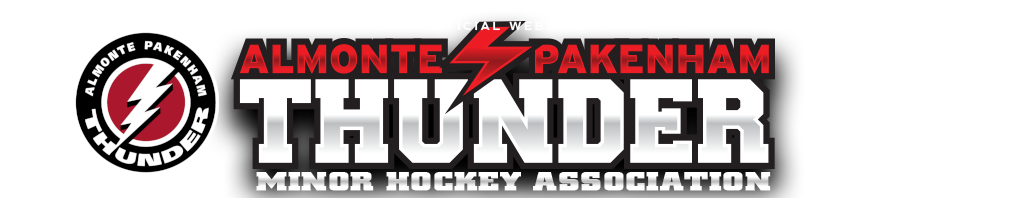 ALMONTE PAKENHAM
THUNDER
ALMONTE PAKENHAM
THUNDER
MINOR HOCKEY ASSOCIATION